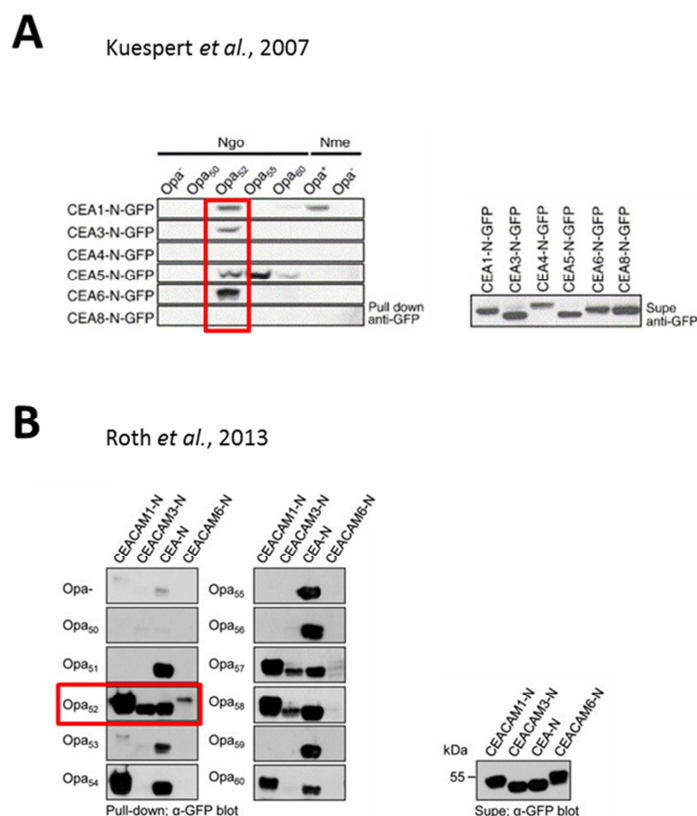 A
Kuespert et al., 2007
Ngo Nme
Opa- Opa50 Opa52 Opa55 Opa60 Opa+ Opa-
CEA1-N-GFP
CEA3-N-GFP
CEA4-N-GFP
CEA5-N-GFP
CEA6-N-GFP
CEA8-N-GFP
Pull down
anti-GFP
CEA1-N-GFP CEA3-N-GFP CEA4-N-GFP CEA5-N-GFP CEA6-N-GFP CEA8-N-GFP
Supe
anti-GFP
B
Roth et al., 2013
CEACAM1-N CEACAM3-N CEA-N CEACAM6-N
Opa-
Opa50
Opa51
Opa52
Opa53
Opa54
Pull-down: α-GFP blot
CEACAM1-N CEACAM3-N CEA-N CEACAM6-N
Opa55
Opa56
Opa57
Opa58
Opa59
Opa60
CEACAM1-N CEACAM3-N CEA-N CEACAM6-N
kDa
55
Supe: α-GFP blot